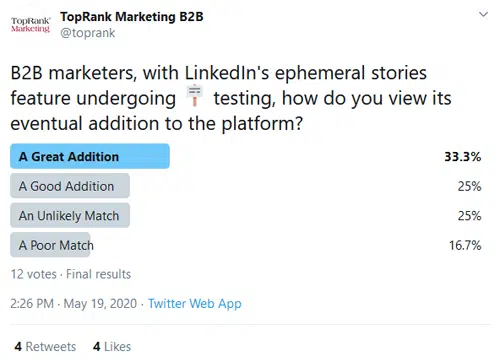 TopRank Marketing
TopRank Marketing B2B
@toprank
B2B marketers, with LinkedIn's ephemeral stories
feature undergoing testing, how do you view its
eventual addition to the platform?
A Great Addition 33.3%
A Good Addition 25%
An Unlikely Match 25%
A Poor Match 16.7%
12 votes · Final results
2:26 PM · May 19, 2020 · Twitter Web App
4 Retweets 4 Likes